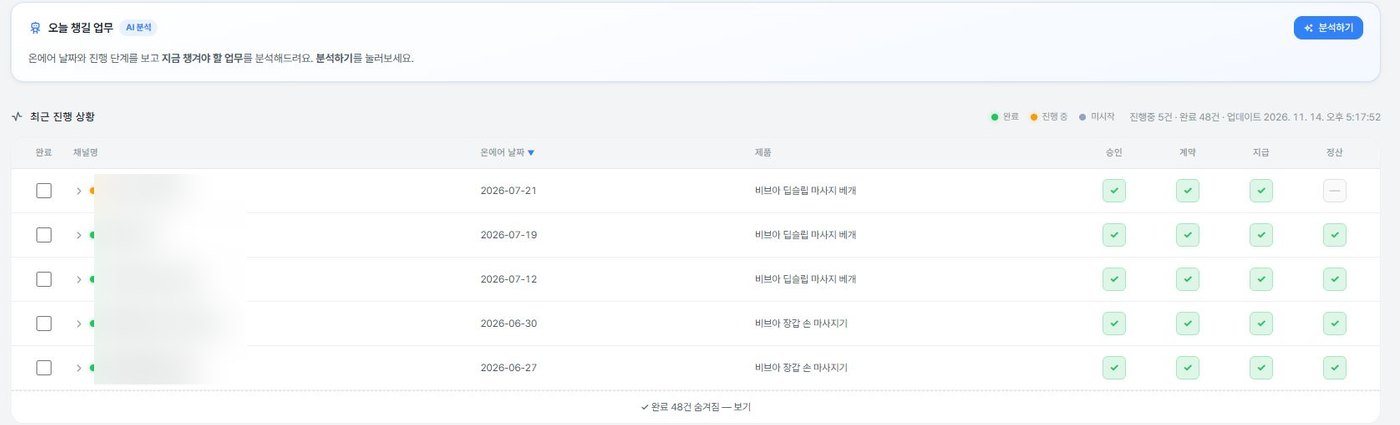 오늘 챙길 업무 AI 분석 분석하기
온에어 날짜와 진행 단계를 보고 지금 챙겨야 할 업무를 분석해드려요. 분석하기를 눌러보세요.
최근 진행 상황 완료 진행 중 미시작 진행중 5건 · 완료 48건 · 업데이트 2026. 11. 14. 오후 5:17:52
완료 채널명 온에어 날짜 ▼ 제품 승인 계약 지급 정산
2026-07-21 비브아 딥슬립 마사지 베개
2026-07-19 비브아 딥슬립 마사지 베개
2026-07-12 비브아 딥슬립 마사지 베개
2026-06-30 비브아 장갑 손 마사지기
2026-06-27 비브아 장갑 손 마사지기
✓ 완료 48건 숨겨짐 — 보기